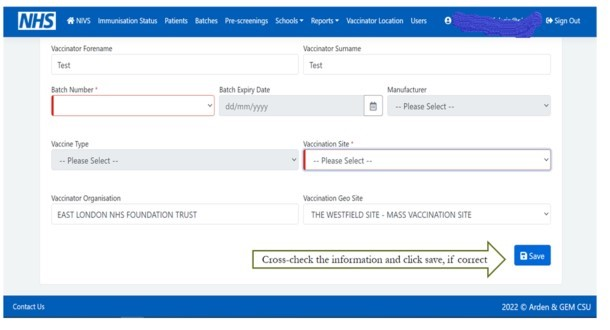 NHS NIVS Immunisation Status Patients Batches Pre-screenings Schools Reports Vaccinator Location Users Sign Out
Vaccinator Forename Vaccinator Surname
Test Test
Batch Number * Batch Expiry Date Manufacturer
dd/mm/yyyy -- Please Select --
Vaccine Type Vaccination Site *
-- Please Select -- -- Please Select --
Vaccinator Organisation Vaccination Geo Site
EAST LONDON NHS FOUNDATION TRUST THE WESTFIELD SITE - MASS VACCINATION SITE
Cross-check the information and click save, if correct Save
Contact Us 2022 © Arden & GEM CSU